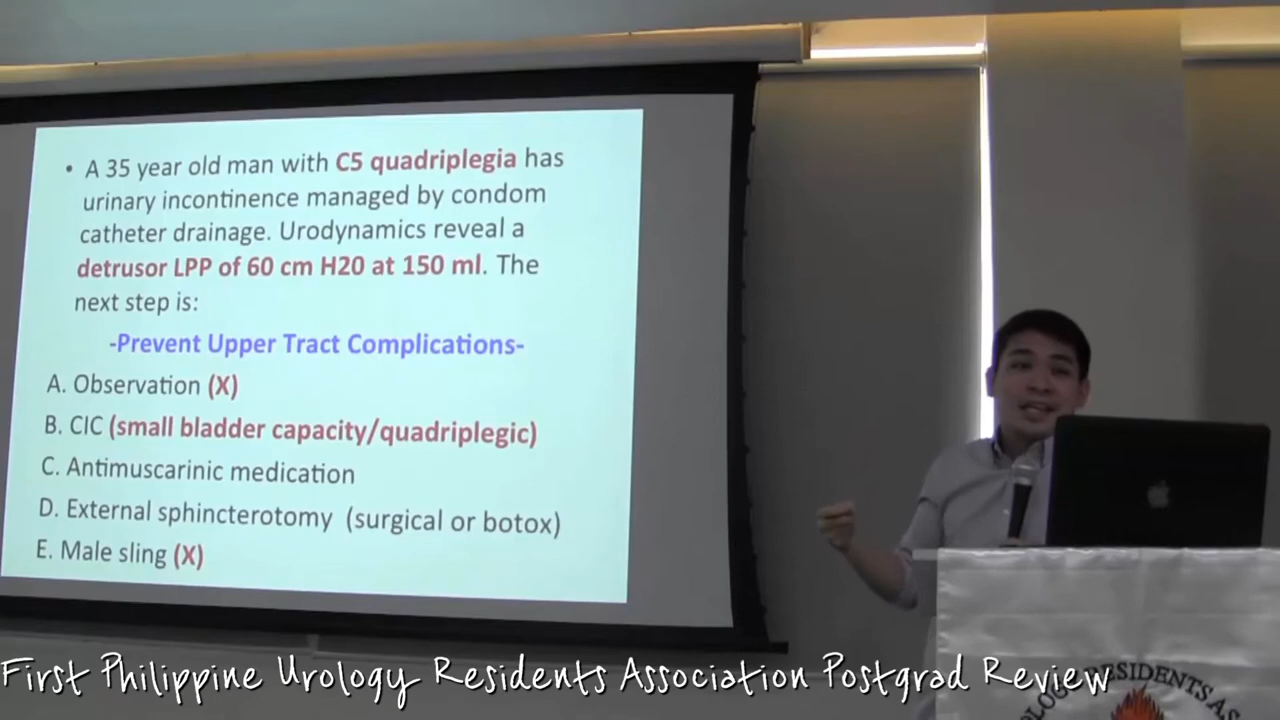 • A 35 year old man with C5 quadriplegia has
urinary incontinence managed by condom
catheter drainage. Urodynamics reveal a
detrusor LPP of 60 cm H20 at 150 ml. The
next step is:
-Prevent Upper Tract Complications-
A. Observation (X)
B. CIC (small bladder capacity/quadriplegic)
C. Antimuscarinic medication
D. External sphincterotomy (surgical or botox)
E. Male sling (X)
First Philippine Urology Residents Association Postgrad Review
RESIDENTS